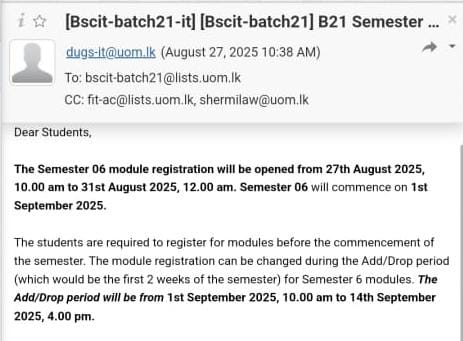 [Bscit-batch21-it] [Bscit-batch21] B21 Semester ...
dugs-it@uom.lk (August 27, 2025 10:38 AM)
To: bscit-batch21@lists.uom.lk
CC: fit-ac@lists.uom.lk, shermilaw@uom.lk
Dear Students,
The Semester 06 module registration will be opened from 27th August 2025,
10.00 am to 31st August 2025, 12.00 am. Semester 06 will commence on 1st
September 2025.
The students are required to register for modules before the commencement of
the semester. The module registration can be changed during the Add/Drop period
(which would be the first 2 weeks of the semester) for Semester 6 modules. The
Add/Drop period will be from 1st September 2025, 10.00 am to 14th September
2025, 4.00 pm.